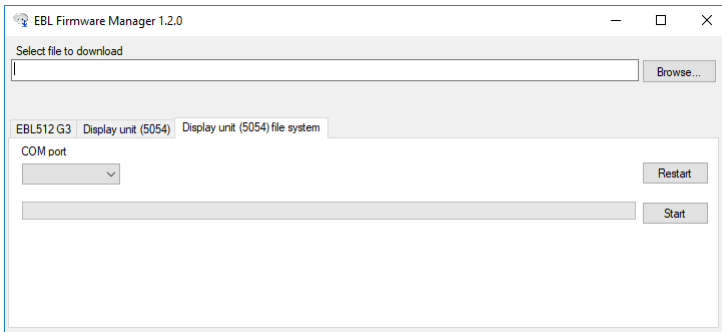 EBL Firmware Manager 1.2.0
Select file to download
Browse...
EBL512 G3 Display unit (5054) Display unit (5054) file system
COM port
Restart
Start